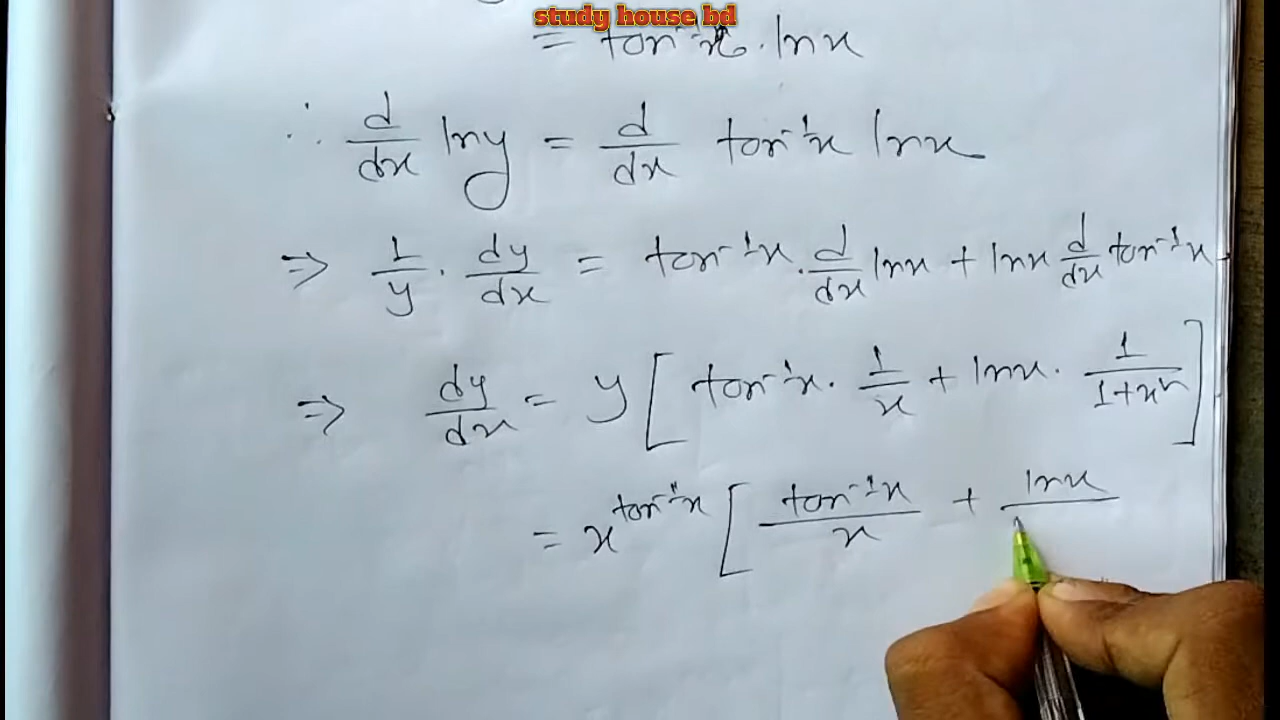 study house bd
= tan⁻¹x . lnx
∴ d/dx lny = d/dx tan⁻¹x lnx
⇒ 1/y . dy/dx = tan⁻¹x . d/dx lnx + lnx d/dx tan⁻¹x
⇒ dy/dx = y [ tan⁻¹x . 1/x + lnx . 1/1+x² ]
= x^tan⁻¹x [ tan⁻¹x/x + lnx/